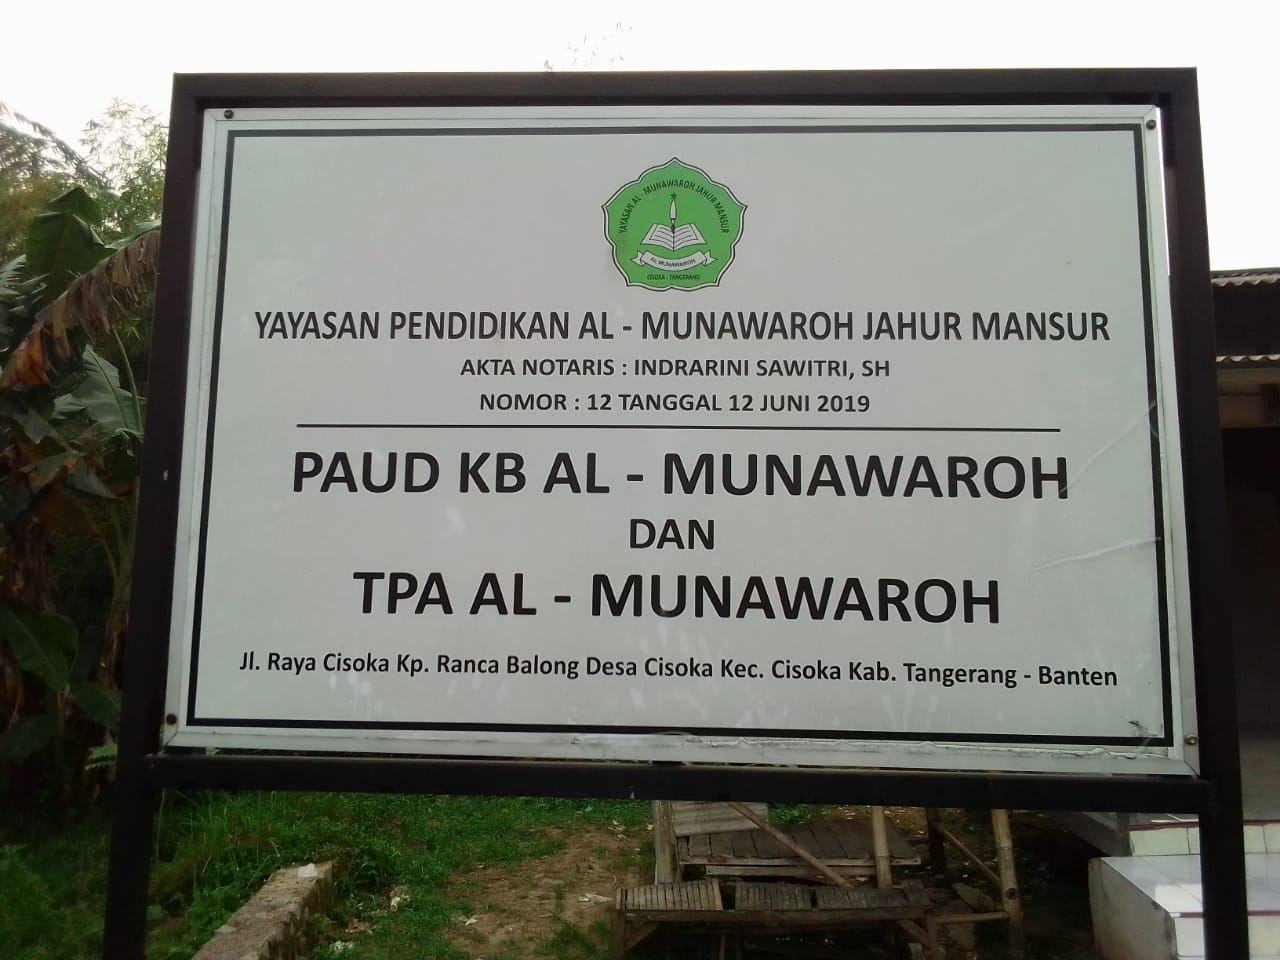 YAYASAN AL - MUNAWAROH JAHUR MANSUR
AL MUNAWAROH
CISOKA - TANGERANG
YAYASAN PENDIDIKAN AL - MUNAWAROH JAHUR MANSUR
AKTA NOTARIS : INDRARINI SAWITRI, SH
NOMOR : 12 TANGGAL 12 JUNI 2019
PAUD KB AL - MUNAWAROH
DAN
TPA AL - MUNAWAROH
Jl. Raya Cisoka Kp. Ranca Balong Desa Cisoka Kec. Cisoka Kab. Tangerang - Banten